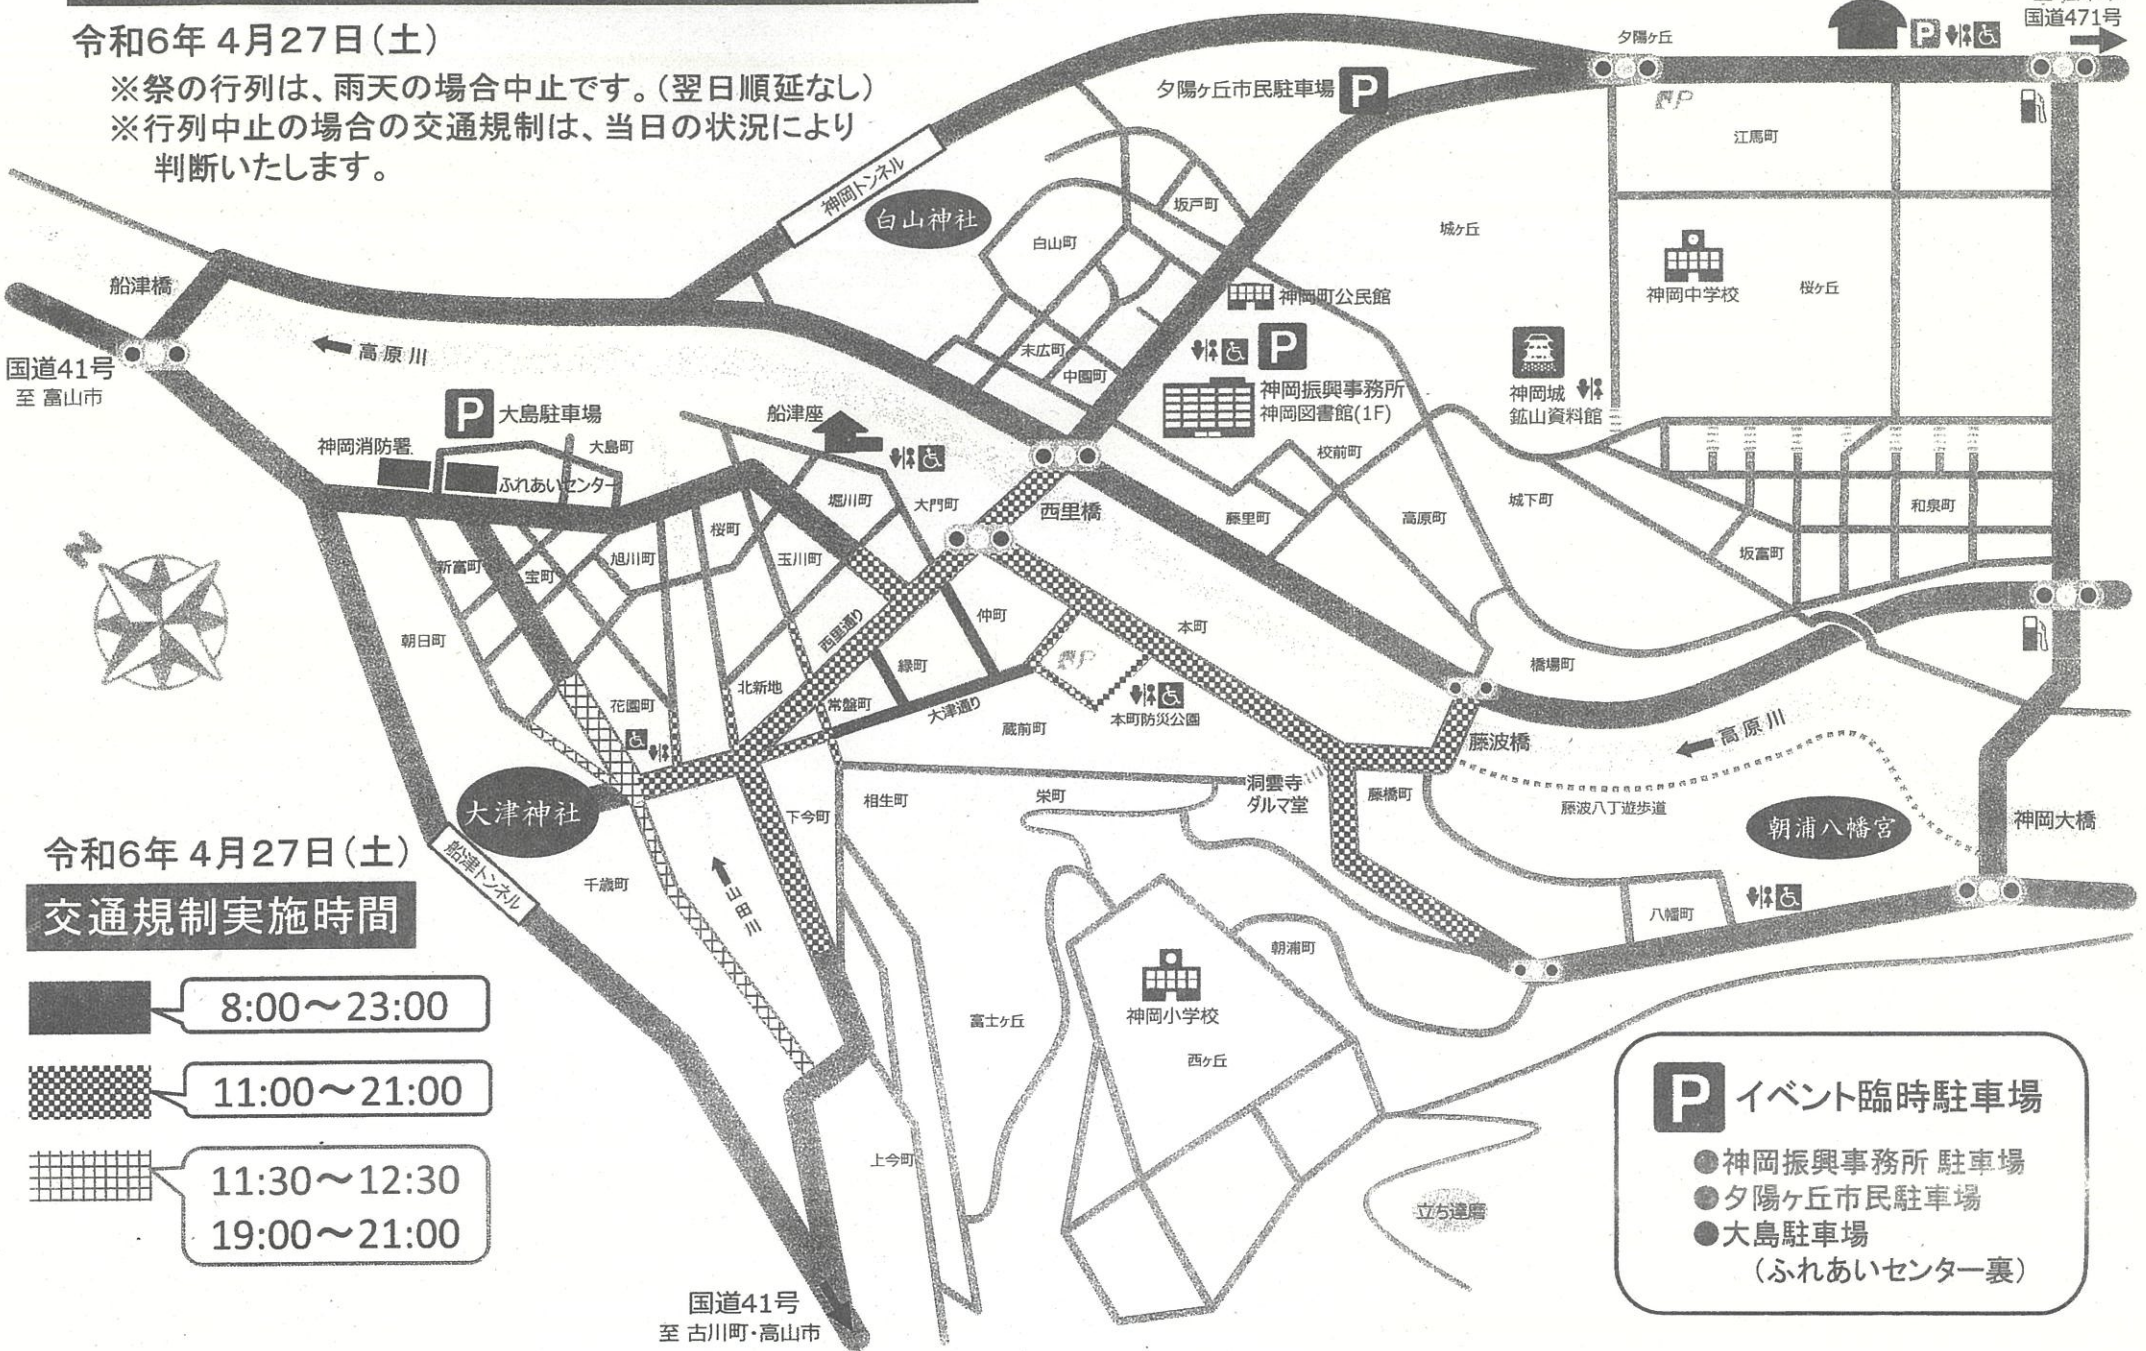 令和6年 4月27日(土)
※祭の行列は、雨天の場合中止です。(翌日順延なし)
※行列中止の場合の交通規制は、当日の状況により
判断いたします。
国道471号
夕陽ヶ丘
夕陽ヶ丘市民駐車場 P
P
江馬町
神岡トンネル
白山神社
坂戸町
白山町
城ヶ丘
神岡中学校
桜ヶ丘
船津橋
神岡町公民館
高原川
国道41号
至 富山市
末広町
中園町
P
神岡振興事務所
神岡図書館(1F)
神岡城
鉱山資料館
P 大島駐車場
船津座
神岡消防署
大島町
ふれあいセンター
校前町
堀川町
大門町
西里橋
藤里町
高原町
城下町
和泉町
坂富町
桜町
新富町
宝町
旭川町
玉川町
N
朝日町
西里通り
仲町
本町
緑町
P
橋場町
北新地
花園町
常盤町
大津通り
蔵前町
本町防災公園
藤波橋
高原川
大津神社
下今町
相生町
栄町
洞雲寺
ダルマ堂
藤橋町
藤波八丁遊歩道
朝浦八幡宮
神岡大橋
船津トンネル
千歳町
山田川
八幡町
朝浦町
神岡小学校
富士ヶ丘
西ヶ丘
上今町
立ち達磨
国道41号
至 古川町・高山市
令和6年 4月27日(土)
交通規制実施時間
8:00〜23:00
11:00〜21:00
11:30〜12:30
19:00〜21:00
P イベント臨時駐車場
●神岡振興事務所 駐車場
●夕陽ヶ丘市民駐車場
●大島駐車場
(ふれあいセンター裏)